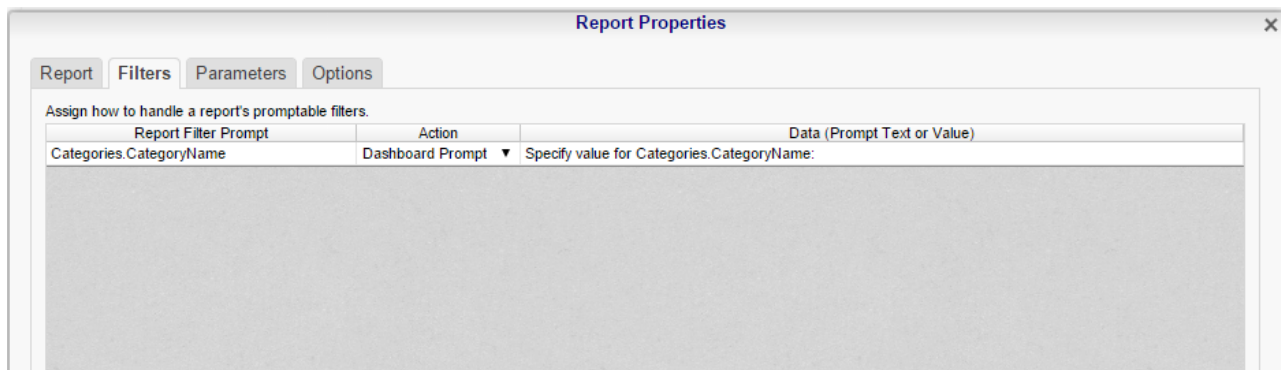 Report Properties
Report Filters Parameters Options
Assign how to handle a report's promptable filters.
Report Filter Prompt Action Data (Prompt Text or Value)
Categories.CategoryName Dashboard Prompt ▼ Specify value for Categories.CategoryName: